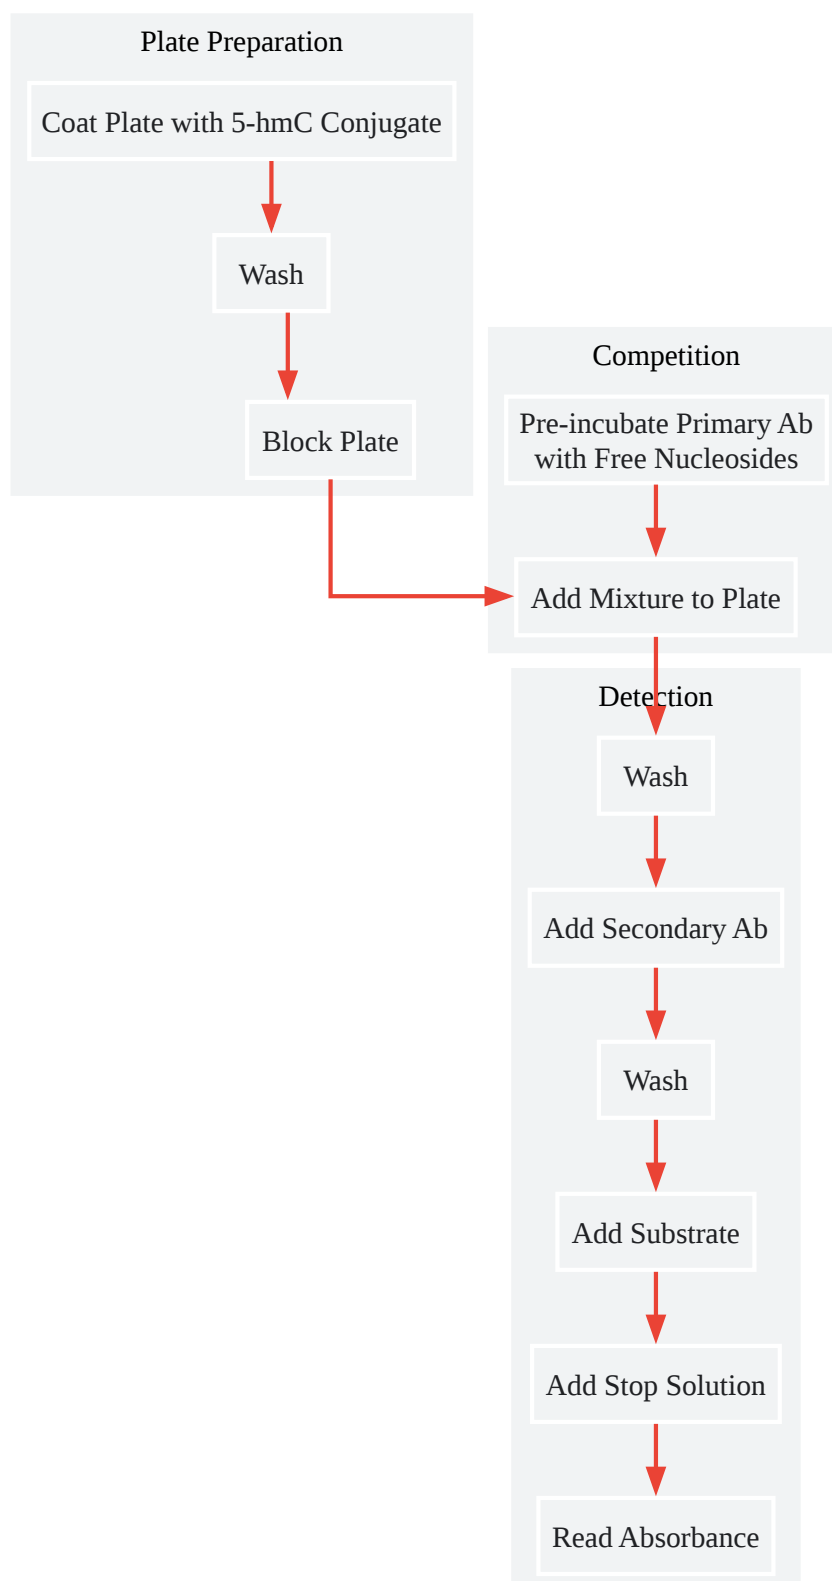 Plate Preparation
Coat Plate with 5-hmC Conjugate
Wash
Block Plate
Competition
Pre-incubate Primary Ab
with Free Nucleosides
Add Mixture to Plate
Detection
Wash
Add Secondary Ab
Wash
Add Substrate
Add Stop Solution
Read Absorbance